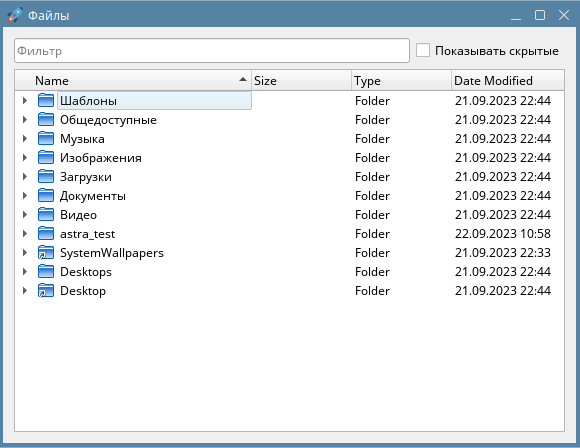 Файлы
Фильтр Показывать скрытые
Name Size Type Date Modified
Шаблоны Folder 21.09.2023 22:44
Общедоступные Folder 21.09.2023 22:44
Музыка Folder 21.09.2023 22:44
Изображения Folder 21.09.2023 22:44
Загрузки Folder 21.09.2023 22:44
Документы Folder 21.09.2023 22:44
Видео Folder 21.09.2023 22:44
astra_test Folder 22.09.2023 10:58
SystemWallpapers Folder 21.09.2023 22:33
Desktops Folder 21.09.2023 22:44
Desktop Folder 21.09.2023 22:44